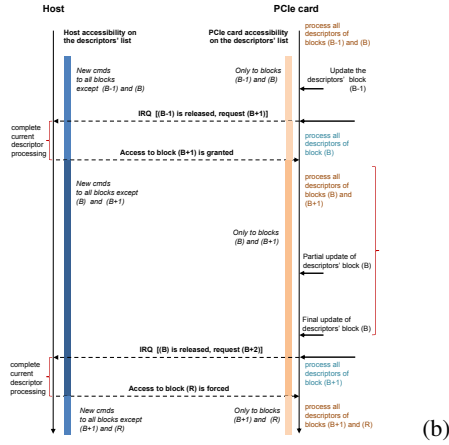 Host
PCIe card
Host accessibility on
the descriptors' list
PCIe card accessibility
on the descriptors' list
process all
descriptors of
blocks (B-1) and (B)
New cmds
to all blocks
except (B-1) and (B)
Only to blocks
(B-1) and (B)
Update the
descriptors' block
(B-1)
IRQ [(B-1) is released, request (B+1)]
complete
current
descriptor
processing
process all
descriptors of
block (B)
Access to block (B+1) is granted
New cmds
to all blocks except
(B) and (B+1)
process all
descriptors of
blocks (B) and
(B+1)
Only to blocks
(B) and (B+1)
Partial update of
descriptors' block (B)
Final update of
descriptors' block (B)
IRQ [(B) is released, request (B+2)]
complete
current
descriptor
processing
process all
descriptors of
block (B+1)
Access to block (R) is forced
New cmds
to all blocks except
(B+1) and (R)
Only to blocks
(B+1) and (R)
process all
descriptors of
blocks (B+1) and (R)
(b)